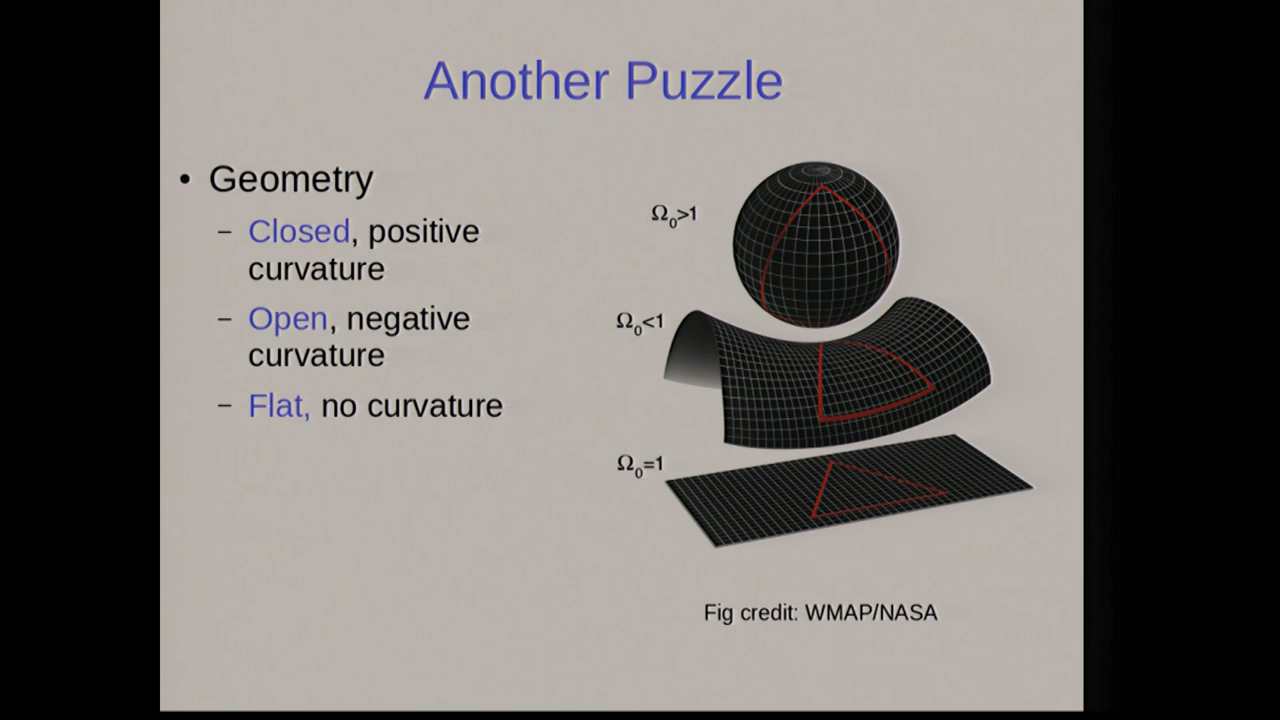 Another Puzzle
• Geometry
– Closed, positive
curvature
– Open, negative
curvature
– Flat, no curvature
Ω0>1
Ω0<1
Ω0=1
Fig credit: WMAP/NASA